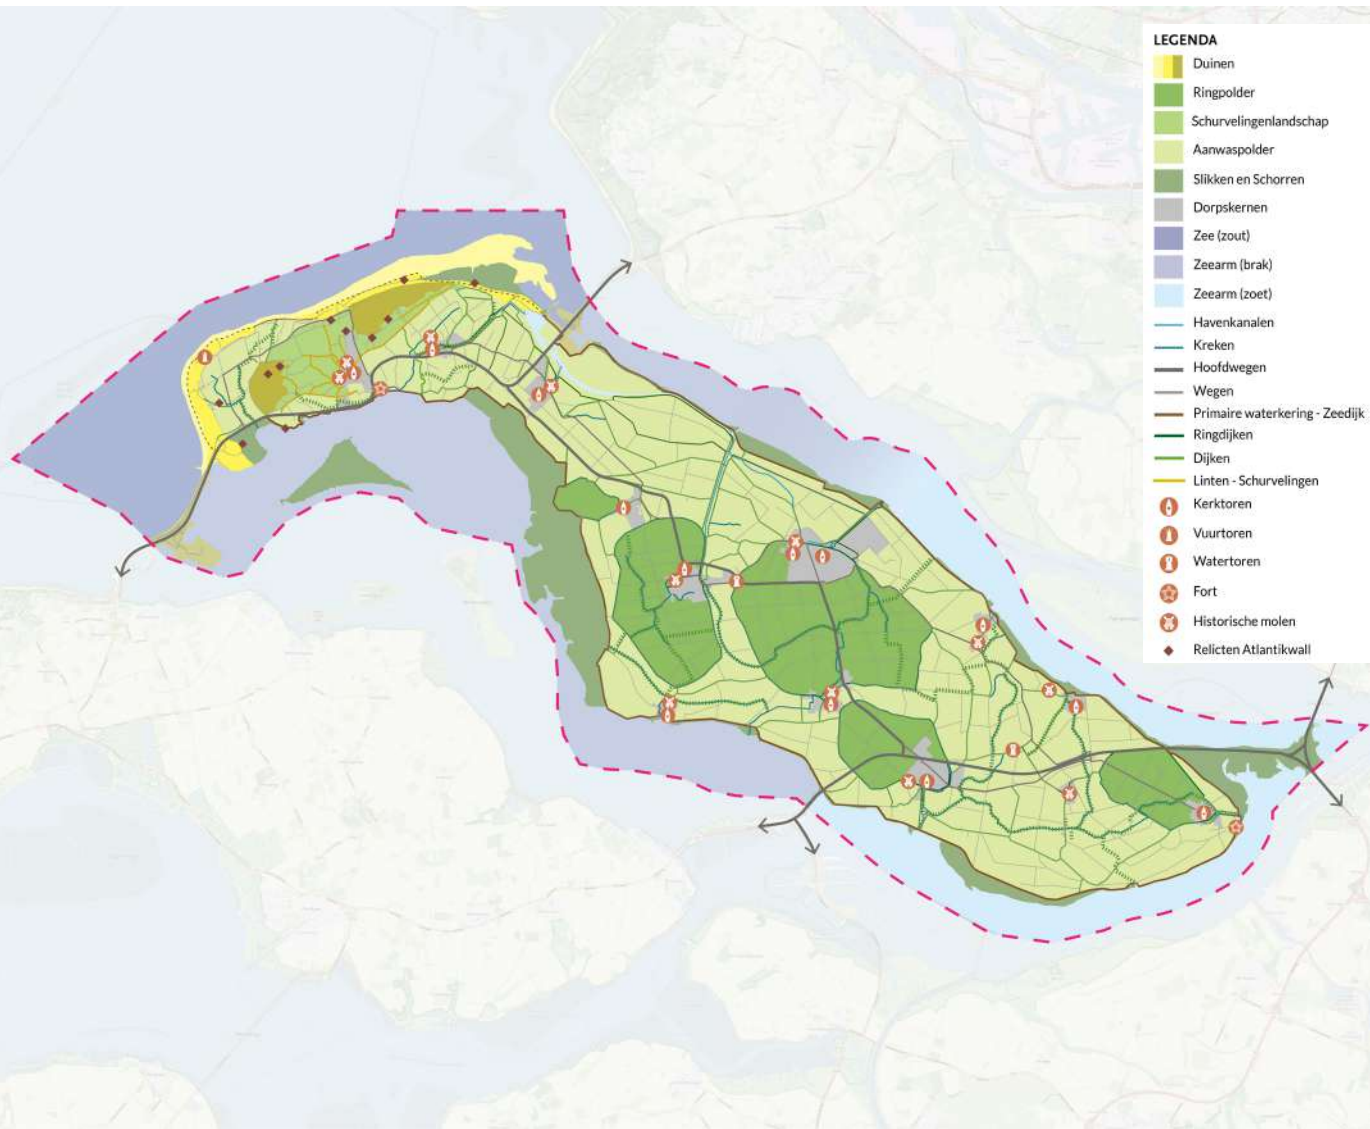 LEGENDA
Duinen
Ringpolder
Schurvelingenlandschap
Aanwaspolder
Slikken en Schorren
Dorpskernen
Zee (zout)
Zeearm (brak)
Zeearm (zoet)
Havenkanalen
Kreken
Hoofdwegen
Wegen
Primaire waterkering - Zeedijk
Ringdijken
Dijken
Linten - Schurvelingen
Kerktoren
Vuurtoren
Watertoren
Fort
Historische molen
Relicten Atlantikwall